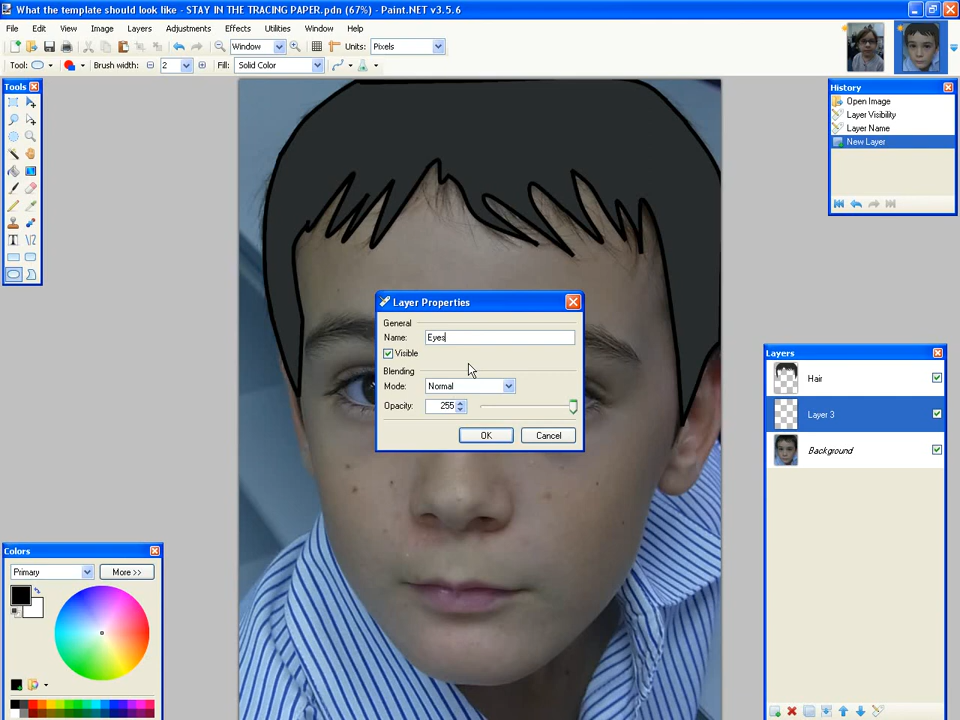 What the template should look like - STAY IN THE TRACING PAPER.pdn (67%) - Paint.NET v3.5.6
File Edit View Image Layers Adjustments Effects Utilities Window Help
Window Units: Pixels
Tool: Brush width: 2 Fill: Solid Color
Tools
History
Open Image
Layer Visibility
Layer Name
New Layer
Layer Properties
General
Name: Eyes
Visible
Blending
Mode: Normal
Opacity: 255
OK Cancel
Layers
Hair
Layer 3
Background
Colors
Primary More >>